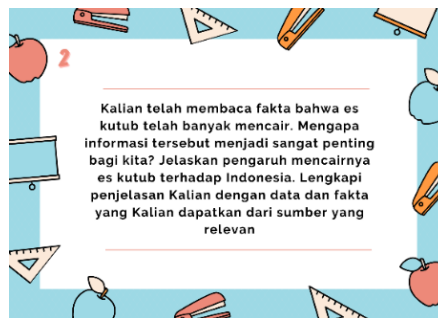 2
Kalian telah membaca fakta bahwa es
kutub telah banyak mencair. Mengapa
informasi tersebut menjadi sangat penting
bagi kita? Jelaskan pengaruh mencairnya
es kutub terhadap Indonesia. Lengkapi
penjelasan Kalian dengan data dan fakta
yang Kalian dapatkan dari sumber yang
relevan